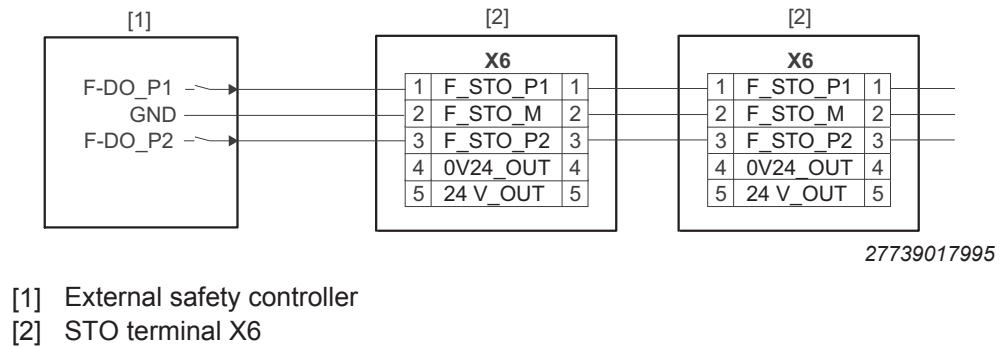 [1] [2] [2]
X6 X6
F-DO_P1 1 F_STO_P1 1 1 F_STO_P1 1
GND 2 F_STO_M 2 2 F_STO_M 2
F-DO_P2 3 F_STO_P2 3 3 F_STO_P2 3
4 0V24_OUT 4 4 0V24_OUT 4
5 24 V_OUT 5 5 24 V_OUT 5
27739017995
[1] External safety controller
[2] STO terminal X6